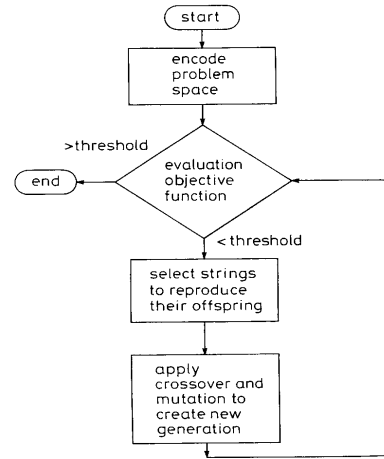 start
encode
problem
space
>threshold
evaluation
objective
function
end
<threshold
select strings
to reproduce
their offspring
apply
crossover and
mutation to
create new
generation